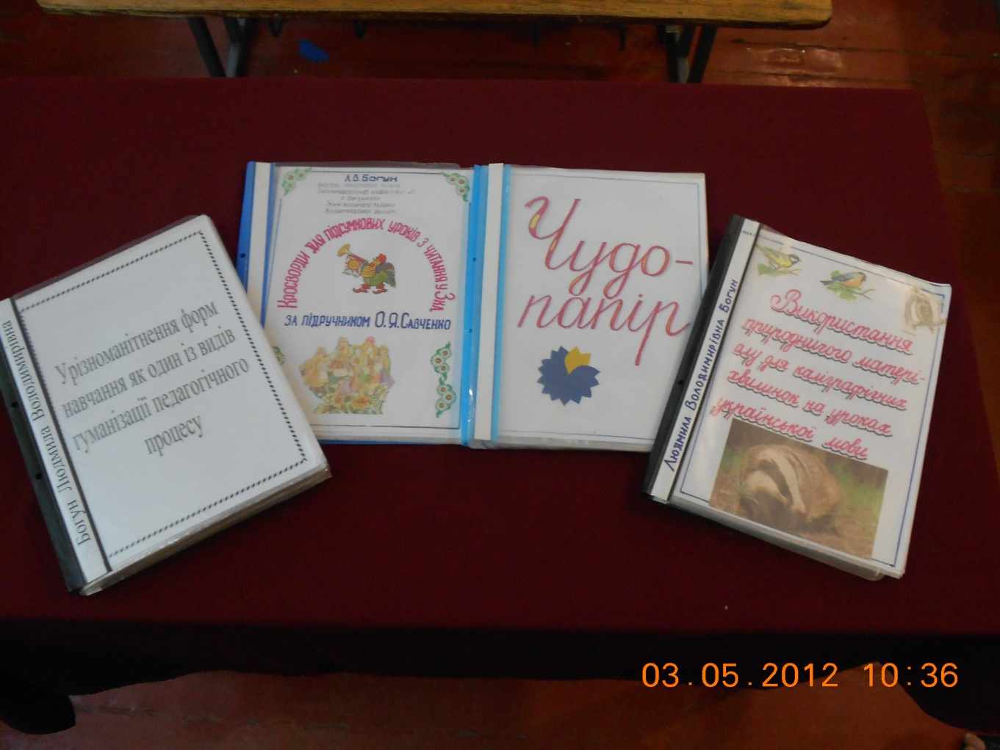 Богун Людмила Володимирівна
Урізноманітнення форм
навчання як один із видів
гуманізації педагогічного
процесу
Л.В.Богун
Кросворди для підсумкових уроків з читання у 3кл.
за підручником О.Я.Савченко
Чудо-
папір
Людмила Володимирівна Богун
Використання
природничого матері-
алу для каліграфічних
хвилинок на уроках
української мови
03.05.2012 10:36